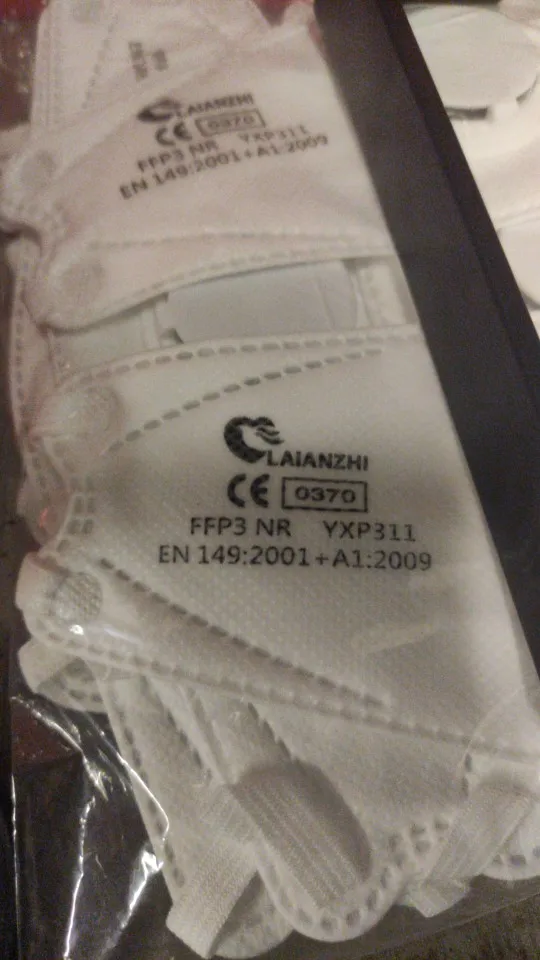 LAIANZHI
CE 0370
FFP3 NR YXP311
EN 149:2001+A1:2009
LAIANZHI
CE 0370
FFP3 NR YXP311
EN 149:2001+A1:2009